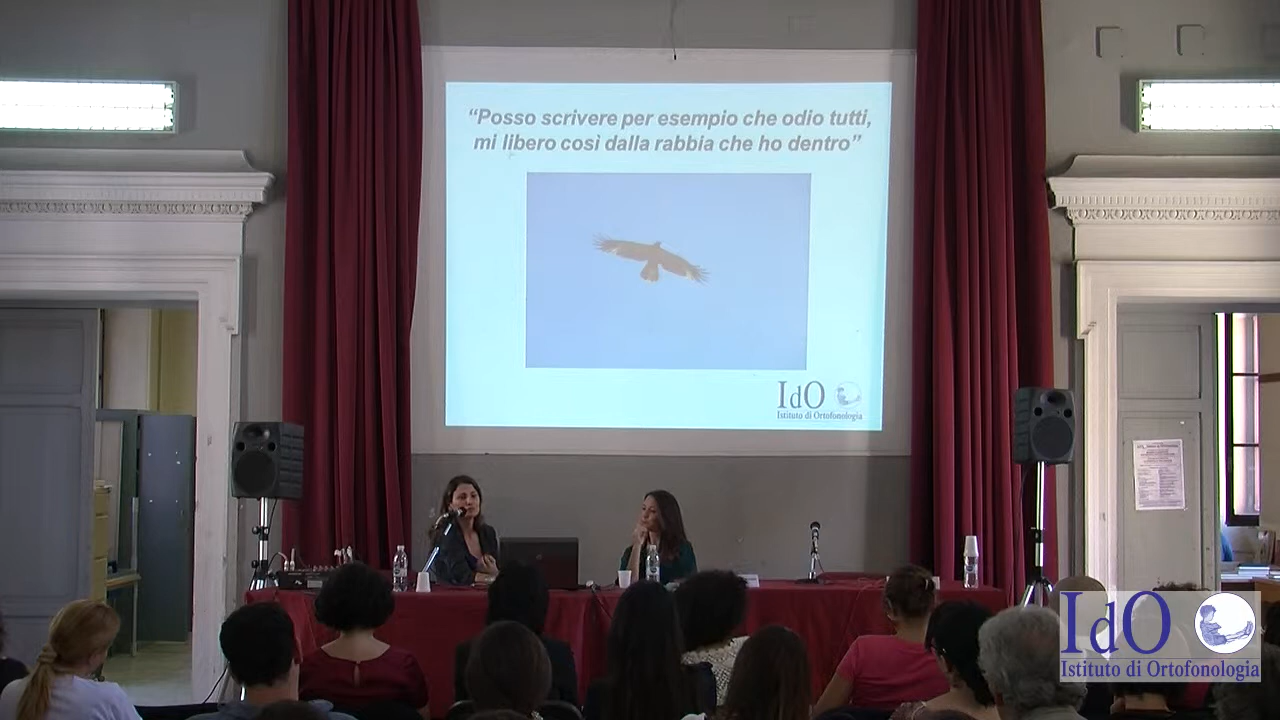 “Posso scrivere per esempio che odio tutti,
mi libero così dalla rabbia che ho dentro”
IdO
Istituto di Ortofonologia
IdO
Istituto di Ortofonologia